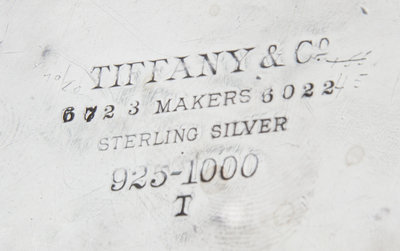 TIFFANY & Co
6723 MAKERS 6022
STERLING SILVER
925-1000
T